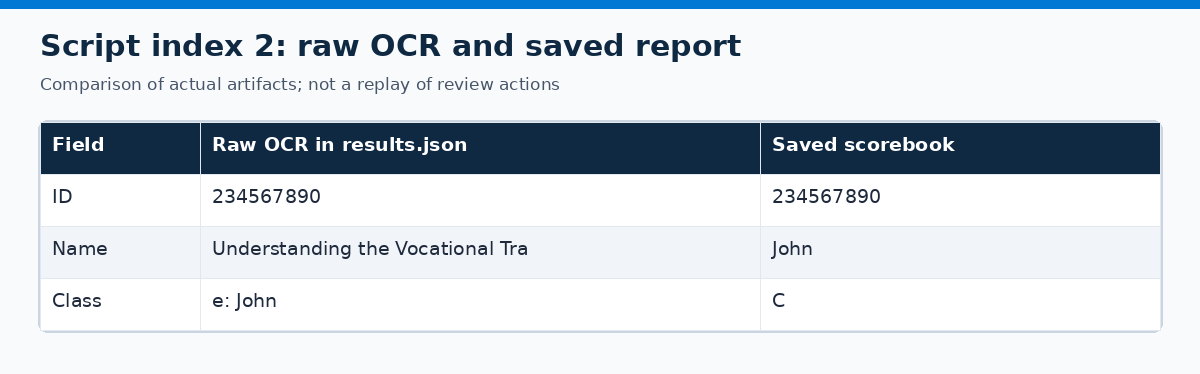 Script index 2: raw OCR and saved report
Comparison of actual artifacts; not a replay of review actions
Field Raw OCR in results.json Saved scorebook
ID 234567890 234567890
Name Understanding the Vocational Tra John
Class e: John C